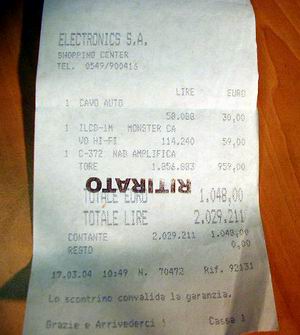 ELECTRONICS S.A.
SHOPPING CENTER
TEL. 0549/900416
LIRE EURO
1 CAVO AUTO
58.088 30,00
1 ILCD-1M MONSTER CA
VO HI-FI 114.240 59,00
1 C-372 NAD AMPLIFICA
TORE 1.856.883 959,00
RITIRATO
TOTALE EURO 1.048,00
TOTALE LIRE 2.029.211
CONTANTE 2.029.211 1.048,00
RESTO 0,00
17.03.04 10:49 N. 70472 Rif. 92131
Lo scontrino convalida la garanzia.
Grazie e Arrivederci ! Cassa 1